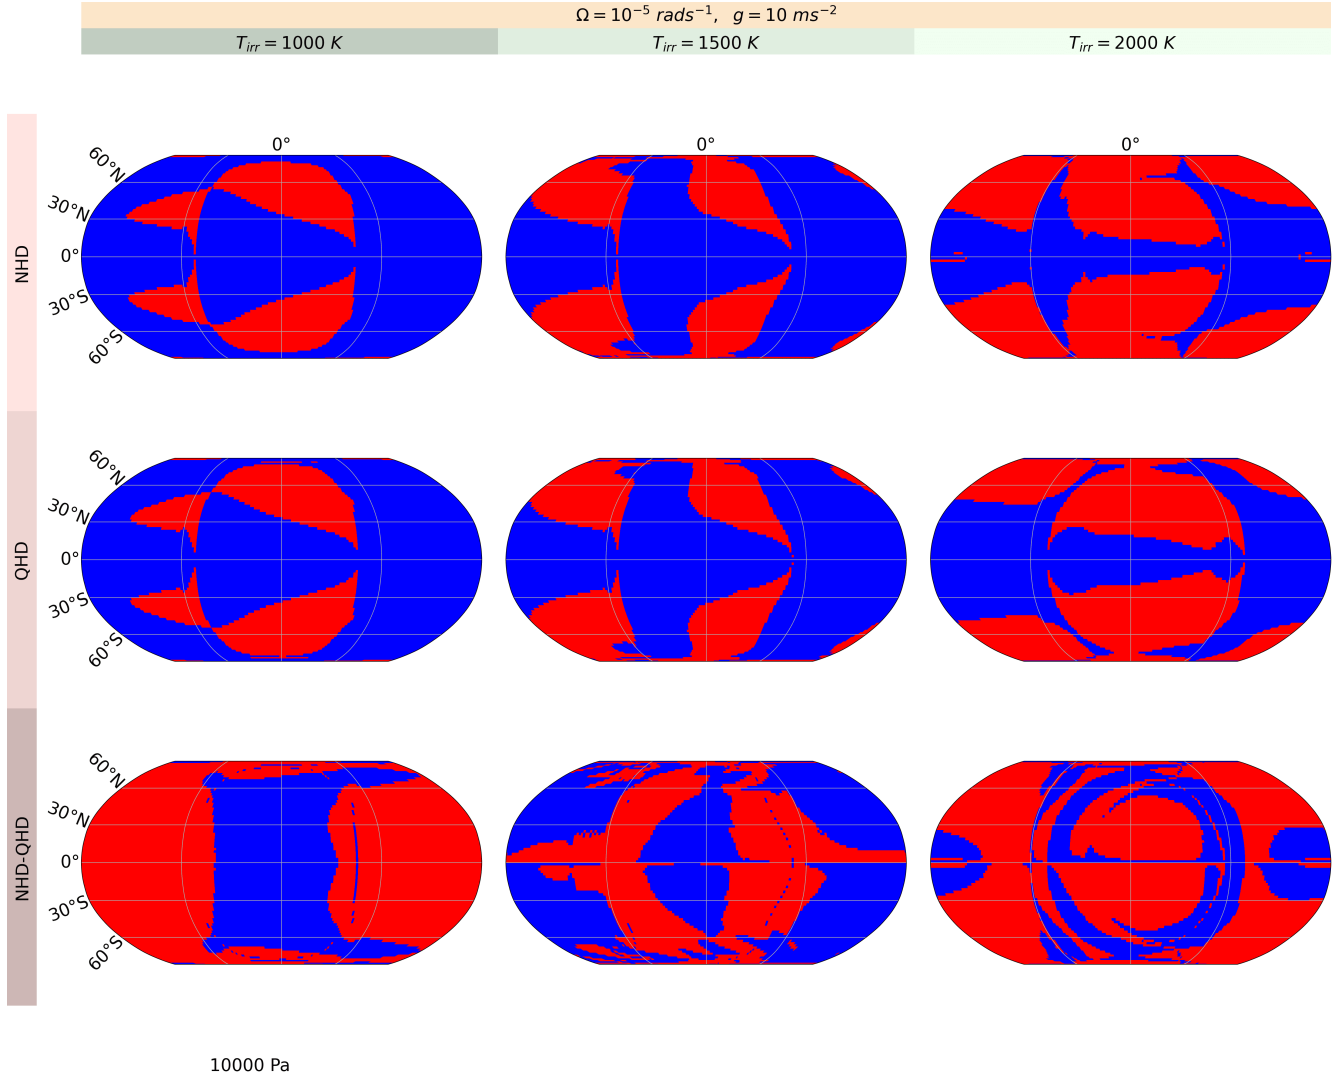 Ω = 10⁻⁵ rads⁻¹, g = 10 ms⁻²
T_irr = 1000 K T_irr = 1500 K T_irr = 2000 K
NHD
0° 0° 0°
60°N
30°N
0°
30°S
60°S
QHD
60°N
30°N
0°
30°S
60°S
NHD-QHD
60°N
30°N
0°
30°S
60°S
10000 Pa